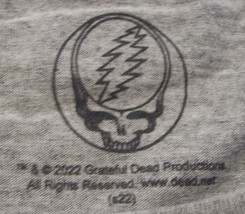 ™ & © 2022 Grateful Dead Productions.
All Rights Reserved. www.dead.net
(s22)